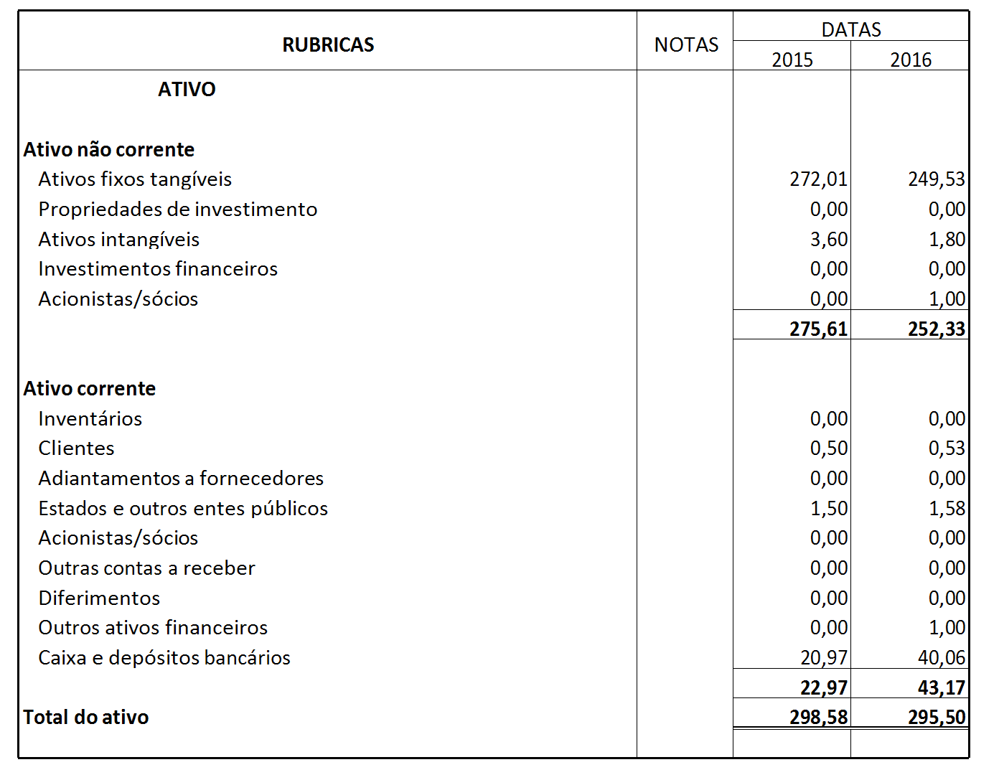 RUBRICAS NOTAS DATAS
2015 2016
ATIVO
Ativo não corrente
Ativos fixos tangíveis 272,01 249,53
Propriedades de investimento 0,00 0,00
Ativos intangíveis 3,60 1,80
Investimentos financeiros 0,00 0,00
Acionistas/sócios 0,00 1,00
275,61 252,33
Ativo corrente
Inventários 0,00 0,00
Clientes 0,50 0,53
Adiantamentos a fornecedores 0,00 0,00
Estados e outros entes públicos 1,50 1,58
Acionistas/sócios 0,00 0,00
Outras contas a receber 0,00 0,00
Diferimentos 0,00 0,00
Outros ativos financeiros 0,00 1,00
Caixa e depósitos bancários 20,97 40,06
22,97 43,17
Total do ativo 298,58 295,50